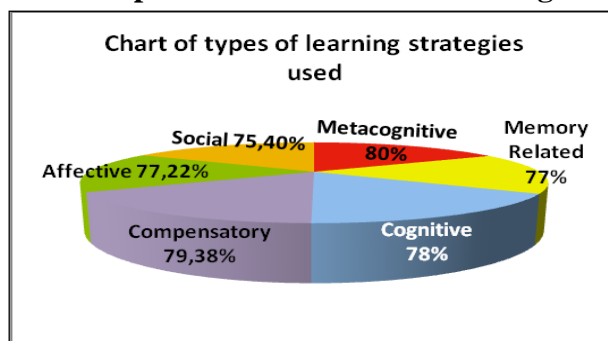 Chart of types of learning strategies
used
Social 75,40%
Metacognitive
80%
Memory
Related
77%
Affective 77,22%
Compensatory
79,38%
Cognitive
78%